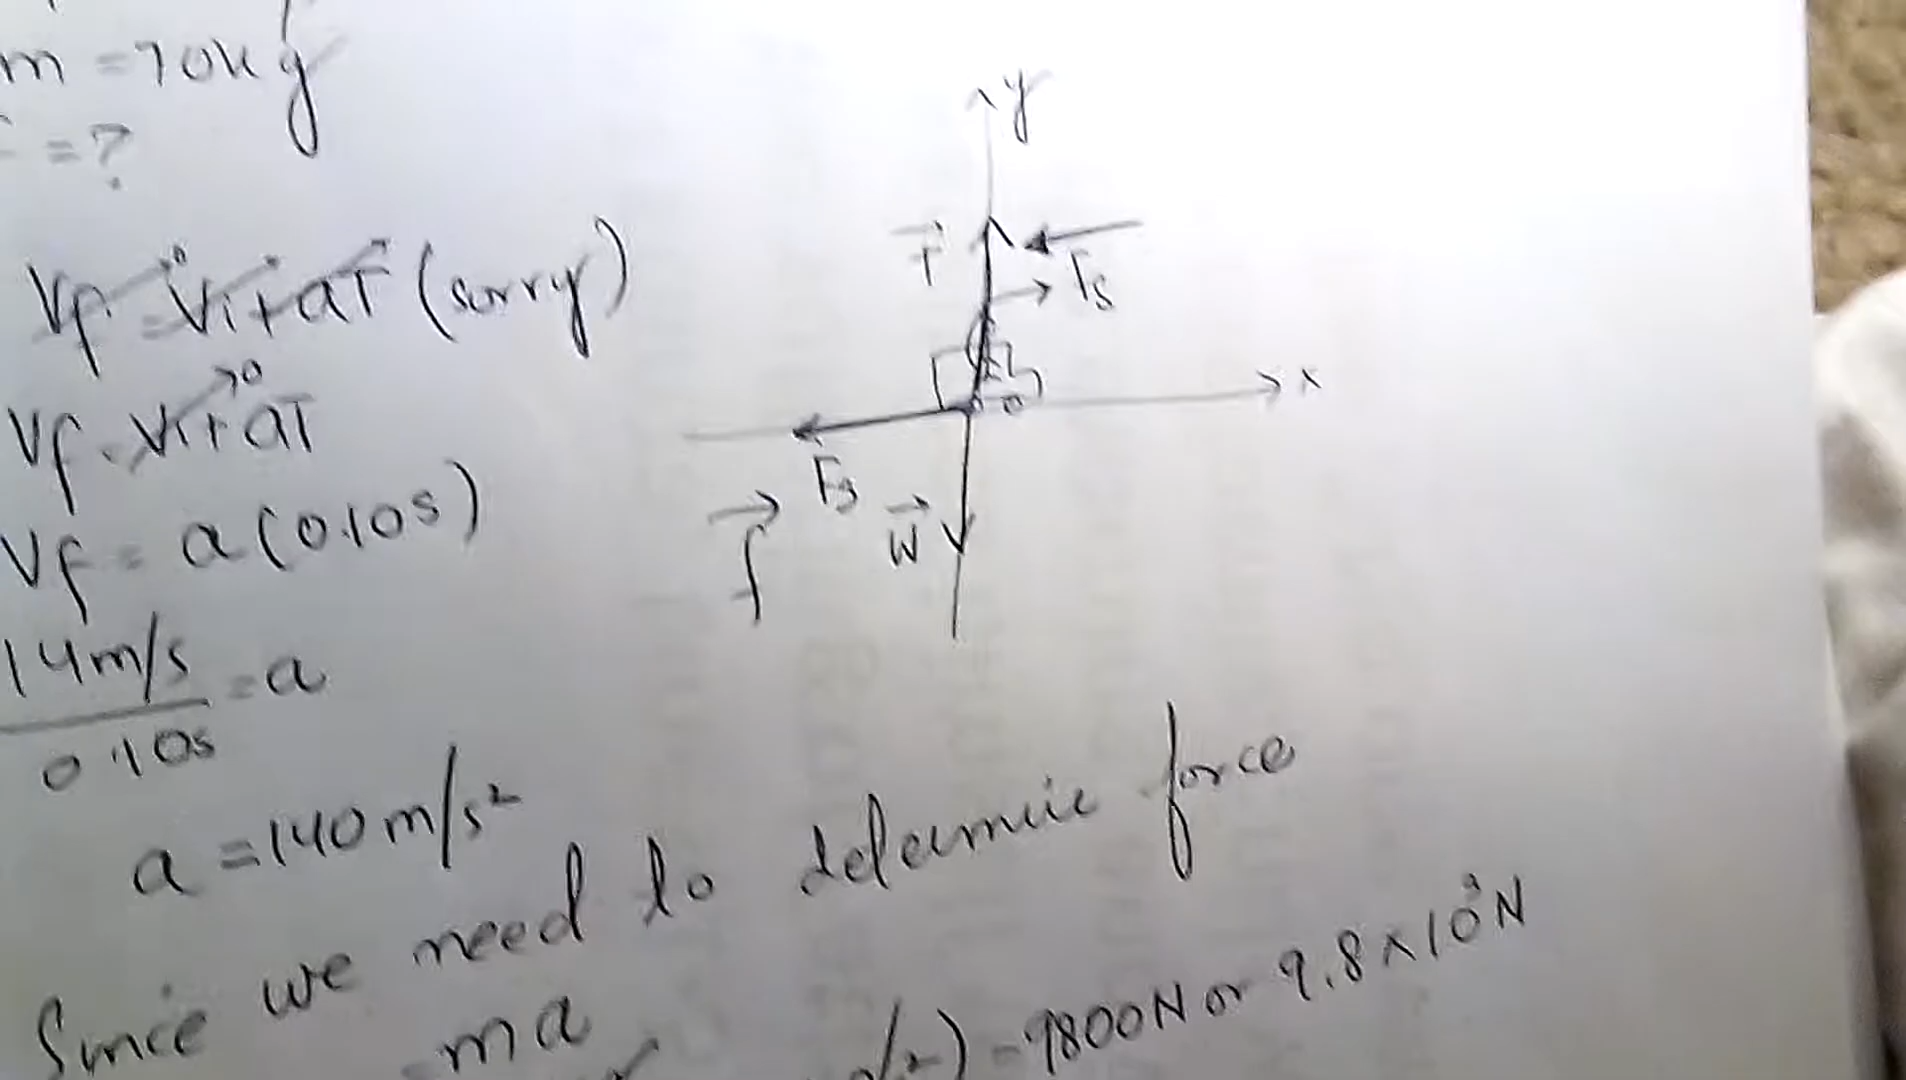 m = 70kg
= ?
Vf = Vi + aT (sorry)
0
Vf = Vi + aT
Vf = a(0.10s)
14m/s
0.10s
= a
a = 140 m/s²
Since we need to determine force
= ma
= 9800N or 9.8 x 10³N
y
x
Fs
W
f